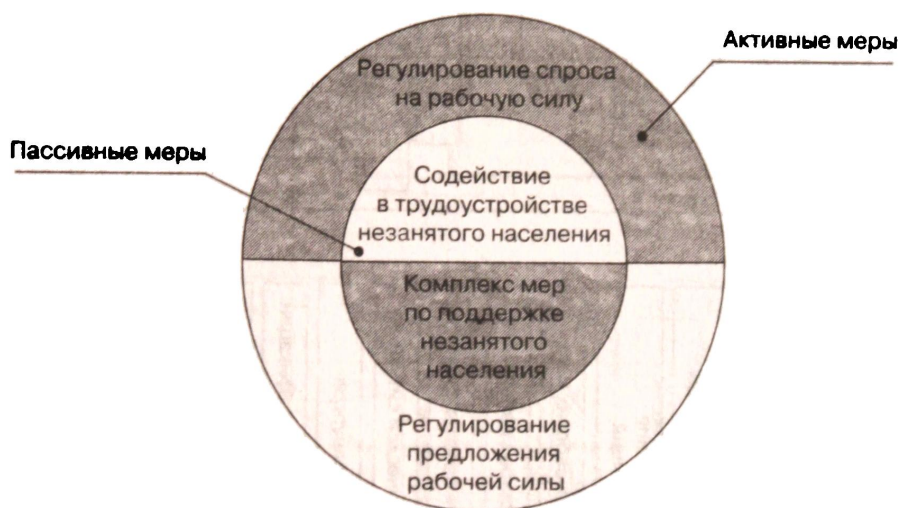 Активные меры
Регулирование спроса
на рабочую силу
Пассивные меры
Содействие
в трудоустройстве
незанятого населения
Комплекс мер
по поддержке
незанятого
населения
Регулирование
предложения
рабочей силы